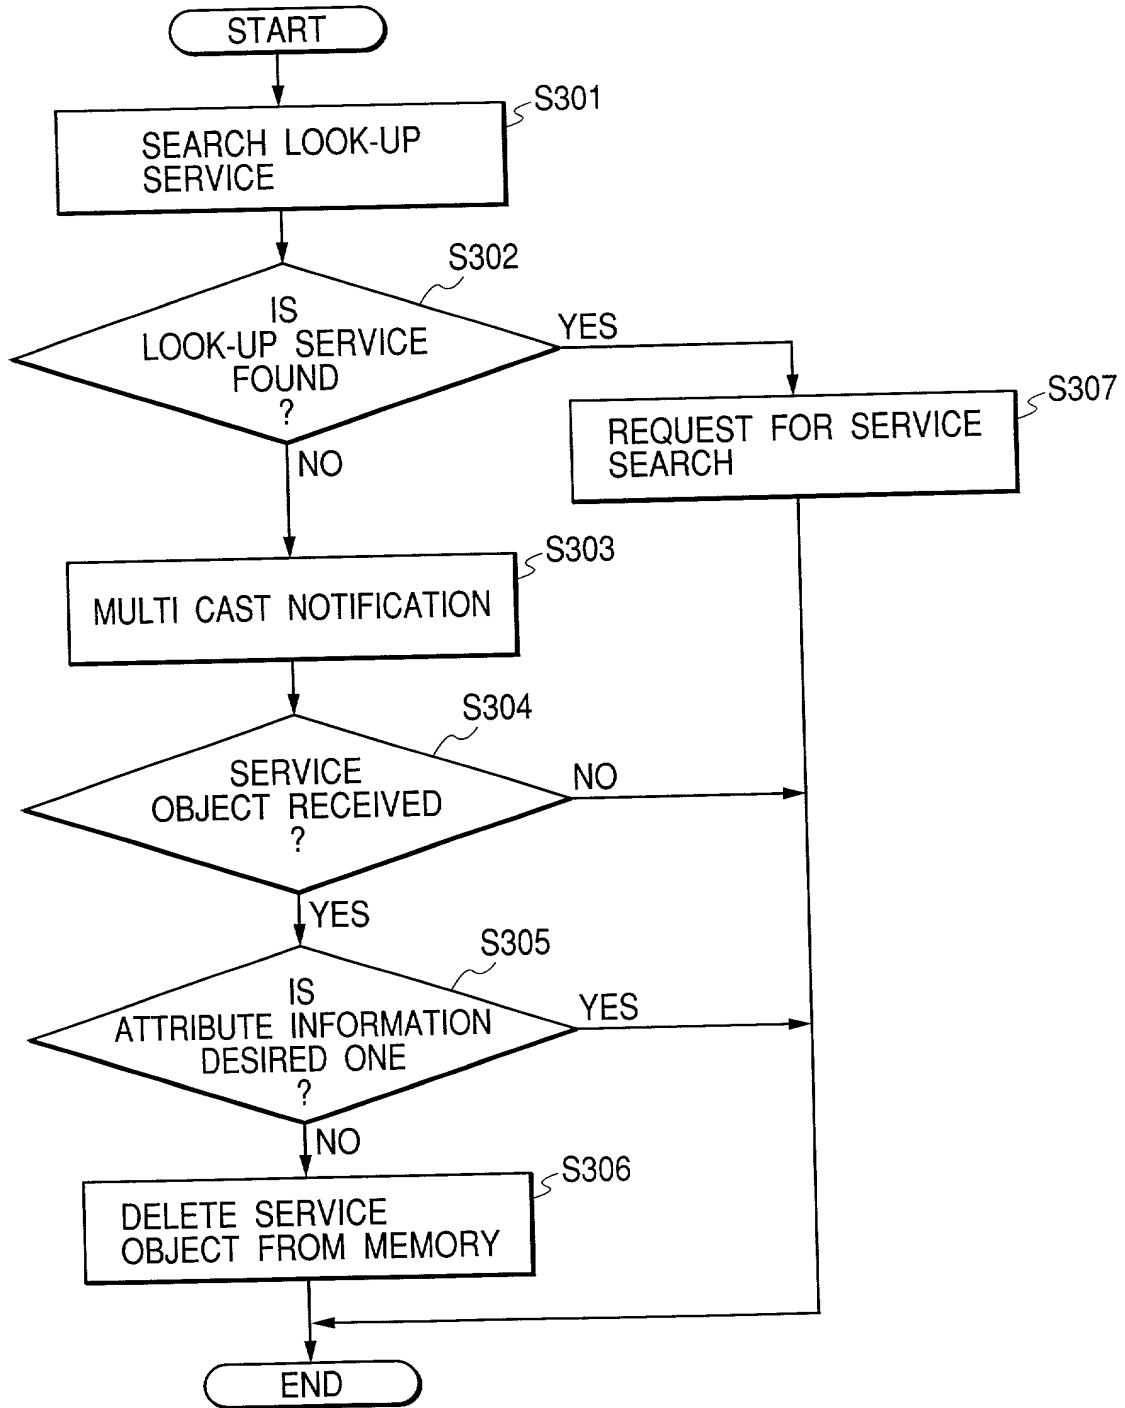 START
S301
SEARCH LOOK-UP
SERVICE
S302
IS
LOOK-UP SERVICE
FOUND
?
YES
NO
S307
REQUEST FOR SERVICE
SEARCH
S303
MULTI CAST NOTIFICATION
S304
SERVICE
OBJECT RECEIVED
?
NO
YES
S305
IS
ATTRIBUTE INFORMATION
DESIRED ONE
?
YES
NO
S306
DELETE SERVICE
OBJECT FROM MEMORY
END